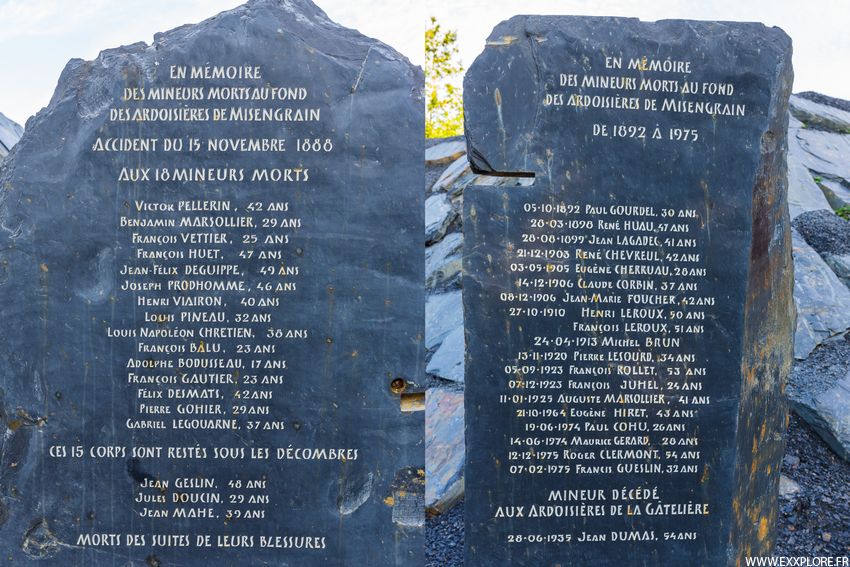 EN MÉMOIRE
DES MINEURS MORTS AU FOND
DES ARDOISIÈRES DE MISENGRAIN
ACCIDENT DU 15 NOVEMBRE 1888
AUX 18 MINEURS MORTS
VICTOR PELLERIN, 42 ANS
BENJAMIN MARSOLLIER, 29 ANS
FRANÇOIS VETTIER, 25 ANS
FRANÇOIS HUET, 47 ANS
JEAN-FÉLIX DEGUIPPE, 49 ANS
JOSEPH PRODHOMME, 46 ANS
HENRI VIAIRON, 40 ANS
LOUIS PINEAU, 32 ANS
LOUIS NAPOLÉON CHRETIEN, 38 ANS
FRANÇOIS BALU, 23 ANS
ADOLPHE BODUSSEAU, 17 ANS
FRANÇOIS GAUTIER, 23 ANS
FÉLIX DESMATS, 42 ANS
PIERRE GOHIER, 29 ANS
GABRIEL LEGOUARNE, 37 ANS
CES 15 CORPS SONT RESTÉS SOUS LES DÉCOMBRES
JEAN GESLIN, 48 ANS
JULES DOUCIN, 29 ANS
JEAN MAHE, 39 ANS
MORTS DES SUITES DE LEURS BLESSURES
EN MÉMOIRE
DES MINEURS MORTS AU FOND
DES ARDOISIÈRES DE MISENGRAIN
DE 1892 À 1975
05-10-1892 PAUL GOURDEL, 30 ANS
28-03-1898 RENÉ HUAU, 47 ANS
28-08-1899 JEAN LAGADEC, 41 ANS
21-12-1903 RENÉ CHEVREUL, 42 ANS
03-05-1905 EUGÈNE CHERRUAU, 28 ANS
14-12-1906 CLAUDE CORBIN, 37 ANS
08-12-1906 JEAN-MARIE FOUCHER, 42 ANS
27-10-1910 HENRI LEROUX, 50 ANS
FRANÇOIS LEROUX, 51 ANS
24-04-1913 MICHEL BRUN
13-11-1920 PIERRE LESOURD, 34 ANS
05-09-1923 FRANÇOIS ROLLET, 53 ANS
07-12-1923 FRANÇOIS JUHEL, 24 ANS
11-01-1925 AUGUSTE MARSOLLIER, 41 ANS
21-10-1964 EUGÈNE HIRET, 43 ANS
19-06-1974 PAUL COHU, 26 ANS
14-06-1974 MAURICE GERARD, 28 ANS
12-12-1975 ROGER CLERMONT, 54 ANS
07-02-1975 FRANCIS GUESLIN, 32 ANS
MINEUR DÉCÉDÉ
AUX ARDOISIÈRES DE LA GÂTELIÈRE
28-06-1935 JEAN DUMAS, 54 ANS
WWW.EXXPLORE.FR